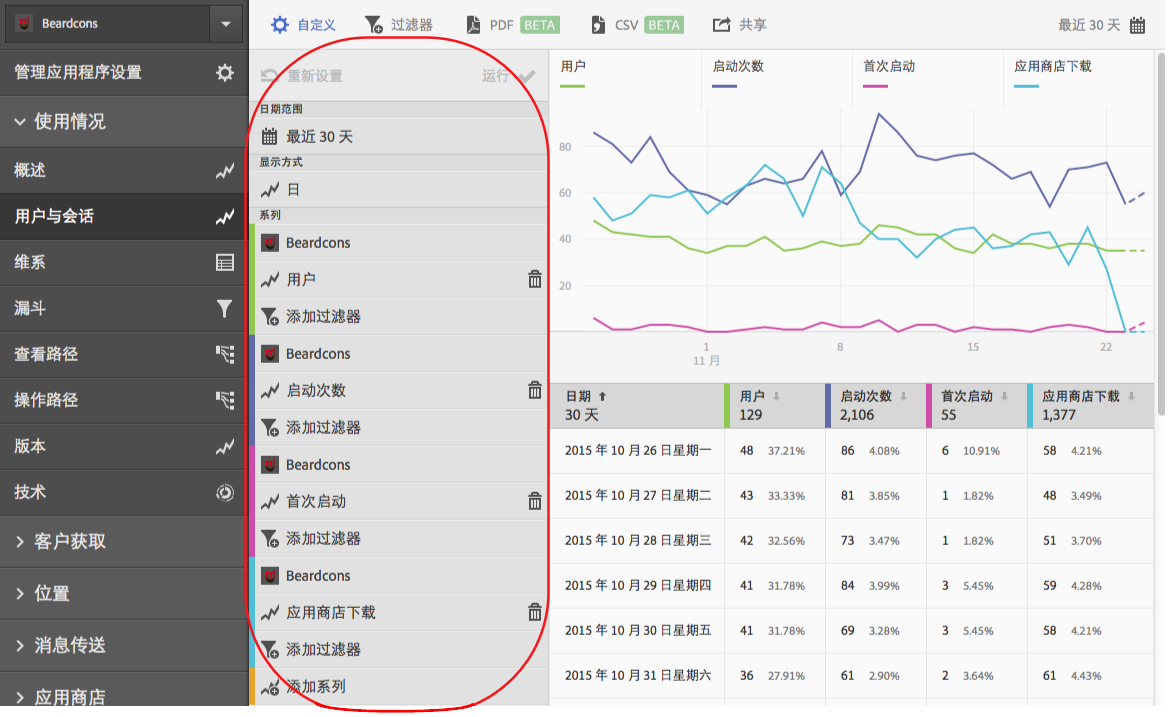 Beardcons
管理应用程序设置
使用情况
概述
用户与会话
维系
漏斗
查看路径
操作路径
版本
技术
客户获取
位置
消息传送
应用商店
自定义 过滤器 PDF BETA CSV BETA 共享 最近 30 天
重新设置 运行
日期范围
最近 30 天
显示方式
日
系列
Beardcons
用户
添加过滤器
Beardcons
启动次数
添加过滤器
Beardcons
首次启动
添加过滤器
Beardcons
应用商店下载
添加过滤器
添加系列
用户 启动次数 首次启动 应用商店下载
80
60
40
20
1 8 15 22
11 月
日期 用户 启动次数 首次启动 应用商店下载
30 天 129 2,106 55 1,377
2015 年 10 月 26 日星期一 48 37.21% 86 4.08% 6 10.91% 58 4.21%
2015 年 10 月 27 日星期二 43 33.33% 81 3.85% 1 1.82% 48 3.49%
2015 年 10 月 28 日星期三 42 32.56% 73 3.47% 1 1.82% 51 3.70%
2015 年 10 月 29 日星期四 41 31.78% 84 3.99% 3 5.45% 59 4.28%
2015 年 10 月 30 日星期五 41 31.78% 69 3.28% 3 5.45% 58 4.21%
2015 年 10 月 31 日星期六 36 27.91% 61 2.90% 2 3.64% 61 4.43%